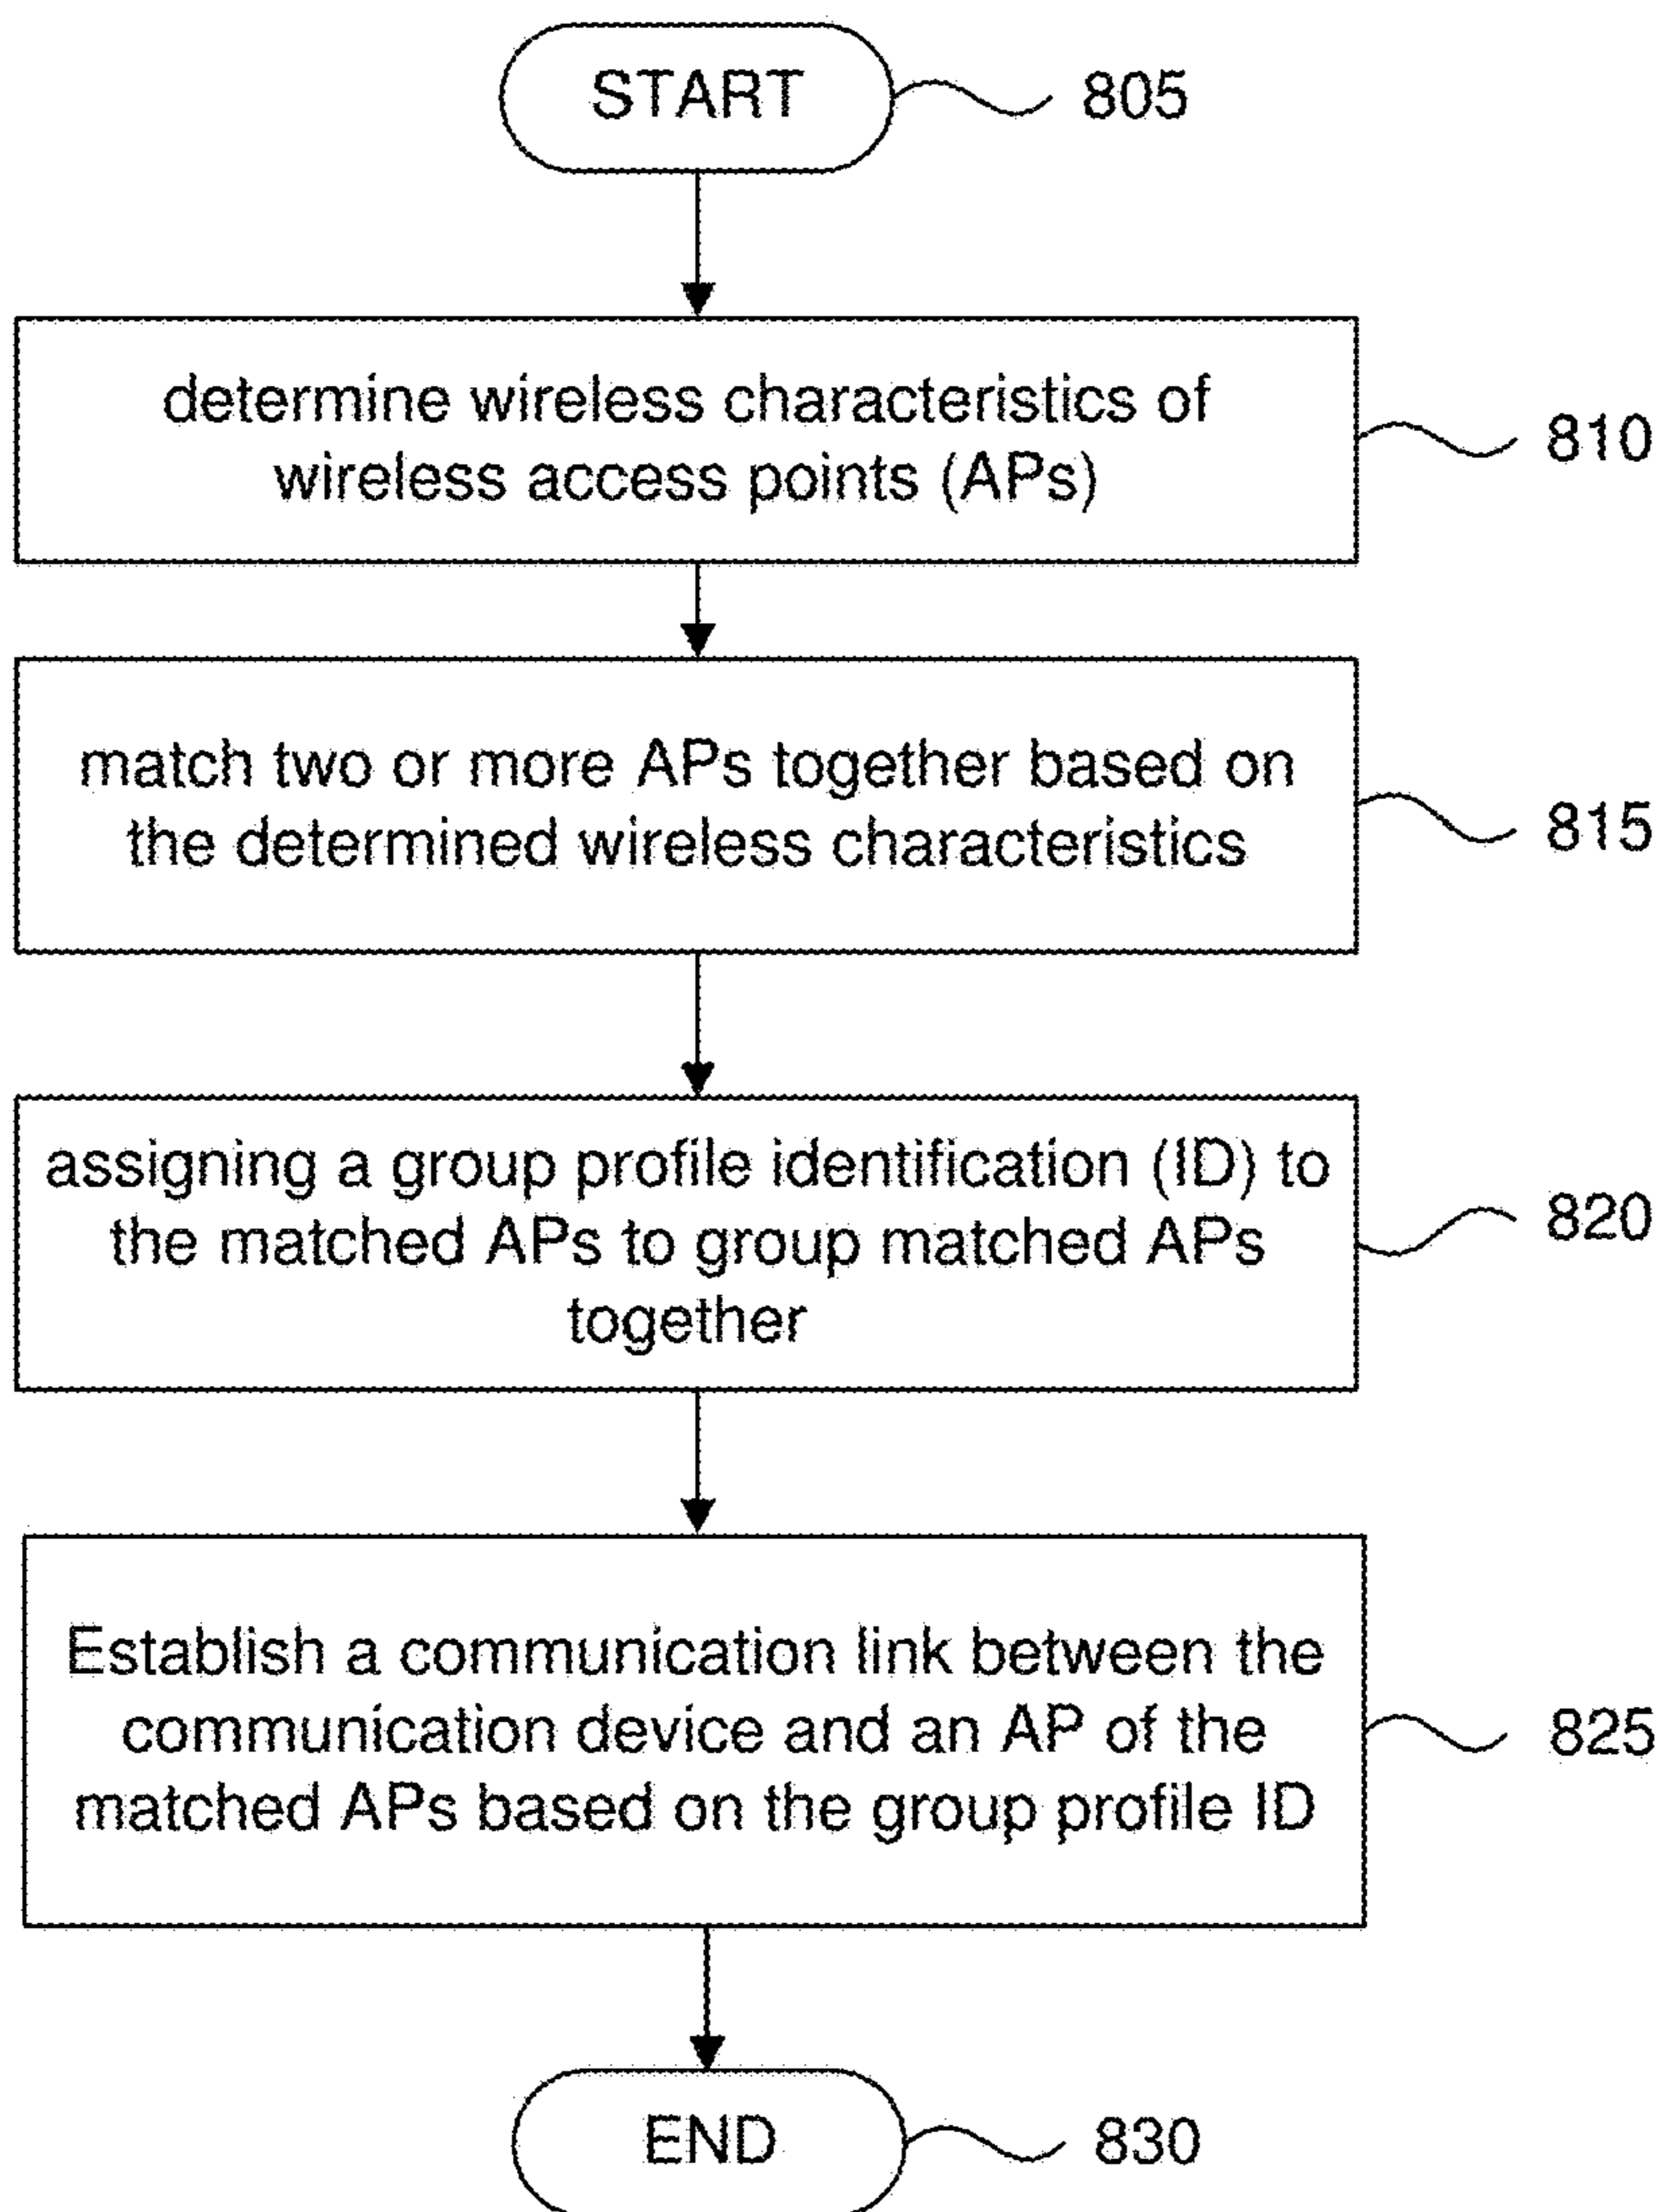 START
805
determine wireless characteristics of
wireless access points (APs)
810
match two or more APs together based on
the determined wireless characteristics
815
assigning a group profile identification (ID) to
the matched APs to group matched APs
together
820
Establish a communication link between the
communication device and an AP of the
matched APs based on the group profile ID
825
END
830